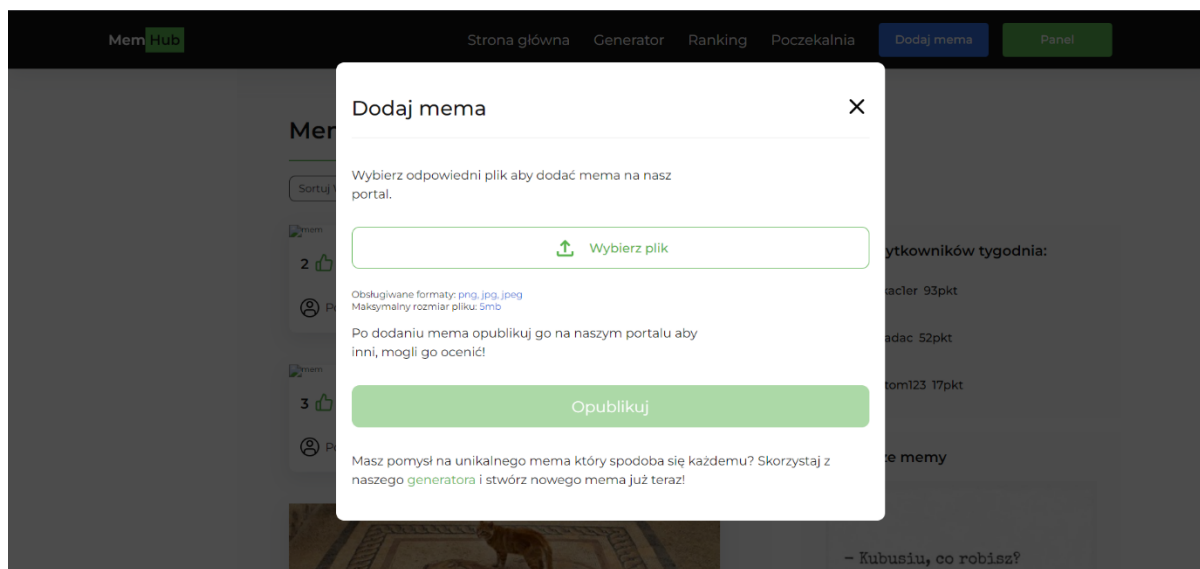 MemHub
Strona główna
Generator
Ranking
Poczekalnia
Dodaj mema
Panel
Dodaj mema
Wybierz odpowiedni plik aby dodać mema na nasz
portal.
Wybierz plik
Obsługiwane formaty: png, jpg, jpeg
Maksymalny rozmiar pliku: 5mb
Po dodaniu mema opublikuj go na naszym portalu aby
inni, mogli go ocenić!
Opublikuj
Masz pomysł na unikalnego mema który spodoba się każdemu? Skorzystaj z
naszego generatora i stwórz nowego mema już teraz!
Sortuj
mem
2
mem
3
ytkowników tygodnia:
93pkt
adac 52pkt
tom123 17pkt
ze memy
– Kubusiu, co robisz?